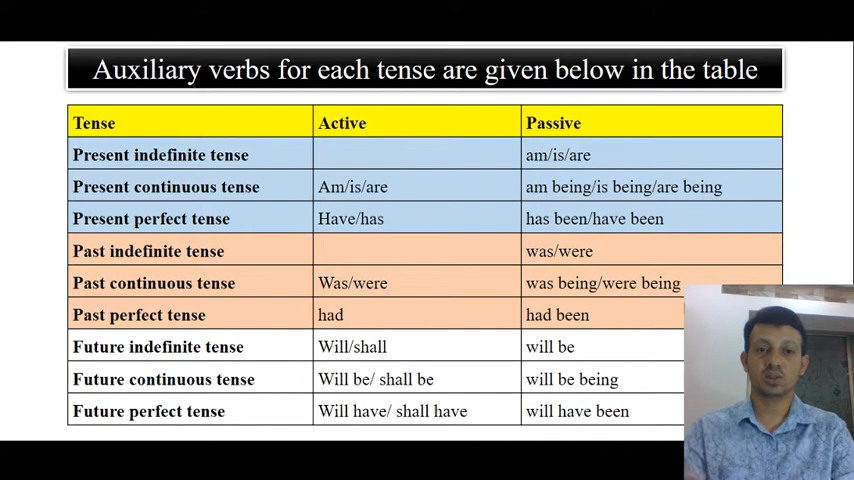 Auxiliary verbs for each tense are given below in the table
Tense Active Passive
Present indefinite tense am/is/are
Present continuous tense Am/is/are am being/is being/are being
Present perfect tense Have/has has been/have been
Past indefinite tense was/were
Past continuous tense Was/were was being/were being
Past perfect tense had had been
Future indefinite tense Will/shall will be
Future continuous tense Will be/ shall be will be being
Future perfect tense Will have/ shall have will have been